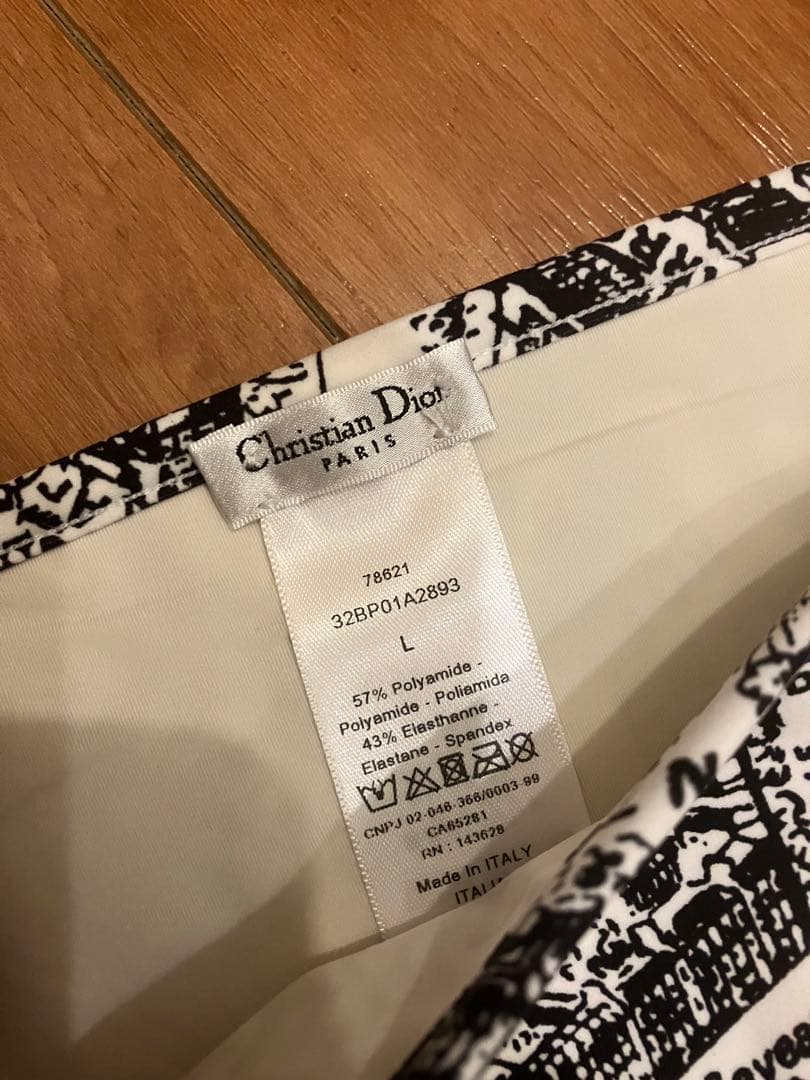 Christian Dior
PARIS
78621
32BP01A2893
L
57% Polyamide -
Polyamide - Poliamida
43% Elasthanne -
Elastane - Spandex
CNPJ 02-046-366/0003-99
CA65281
RN : 143628
Made in ITALY